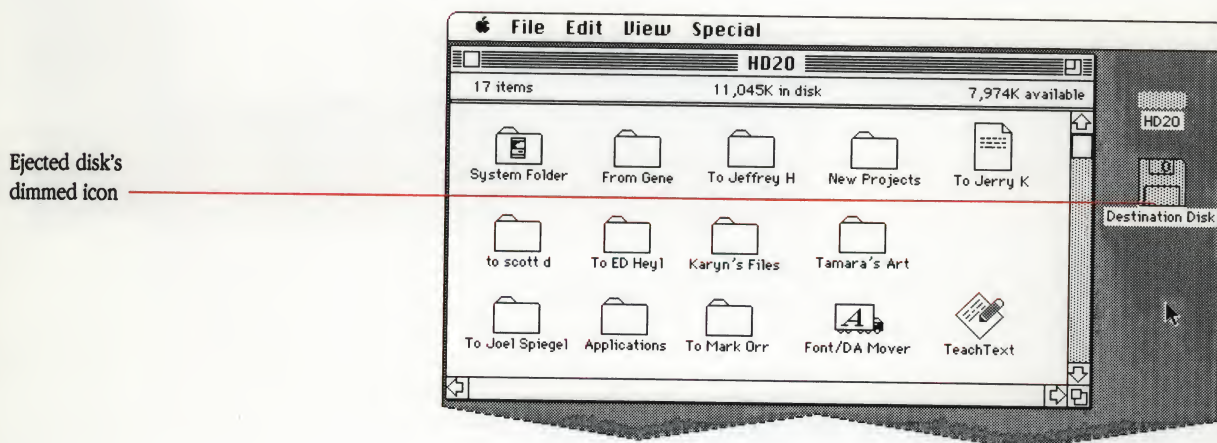 File Edit View Special
HD20
17 items 11,045K in disk 7,974K available
HD20
System Folder From Gene To Jeffrey H New Projects To Jerry K
Ejected disk's
dimmed icon
Destination Disk
to scott d To ED Heyl Karyn's Files Tamara's Art
To Joel Spiegel Applications To Mark Orr Font/DA Mover TeachText